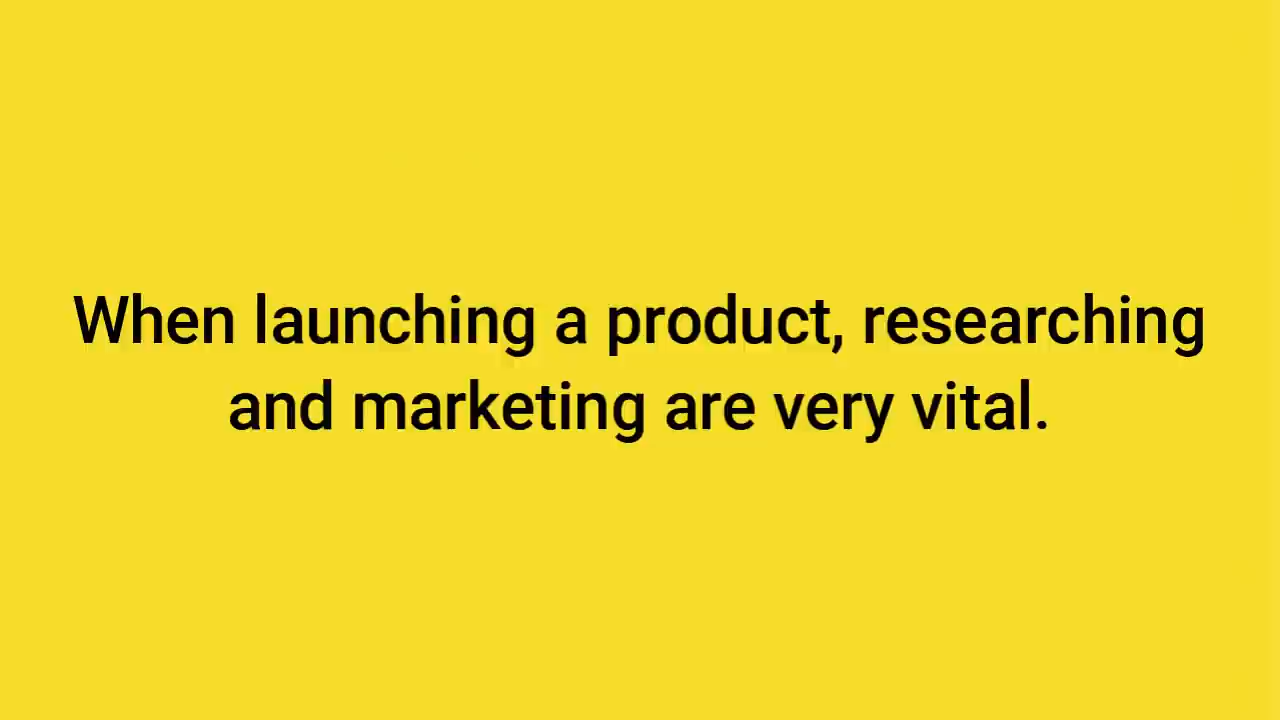 When launching a product, researching
and marketing are very vital.